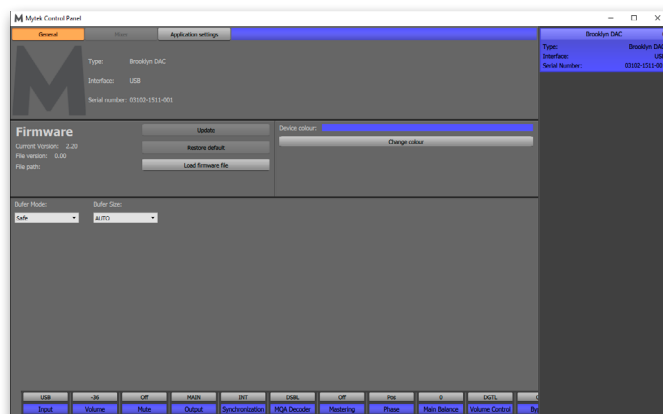 Mytek Control Panel
General
Mixer
Application settings
Brooklyn DAC
Type: Brooklyn DAC
Interface: USB
Serial number: 03102-1511-001
Type: Brooklyn DAC
Interface: USB
Serial Number: 03102-1511-00
Firmware
Current Version: 2.20
File version: 0.00
File path:
Update
Restore default
Load firmware file
Device colour:
Change colour
Bufer Mode: Bufer Size:
Safe AUTO
USB -36 Off MAIN INT DSBL Off Pos 0 DGTL
Input Volume Mute Output Synchronization MQA Decoder Mastering Phase Main Balance Volume Control